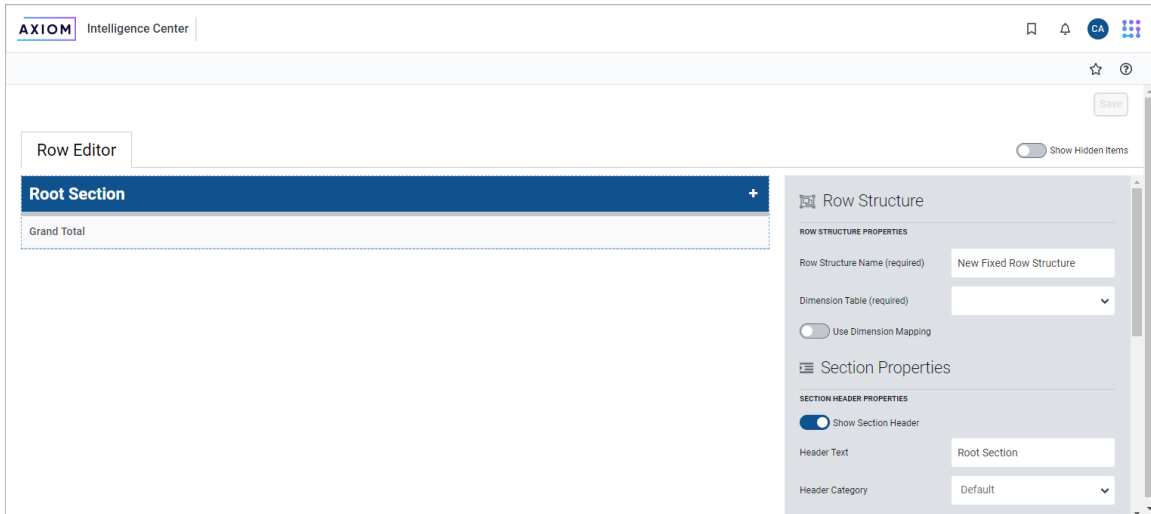 AXIOM Intelligence Center CA
Save
Row Editor Show Hidden Items
Root Section +
Grand Total
Row Structure
ROW STRUCTURE PROPERTIES
Row Structure Name (required) New Fixed Row Structure
Dimension Table (required)
Use Dimension Mapping
Section Properties
SECTION HEADER PROPERTIES
Show Section Header
Header Text Root Section
Header Category Default